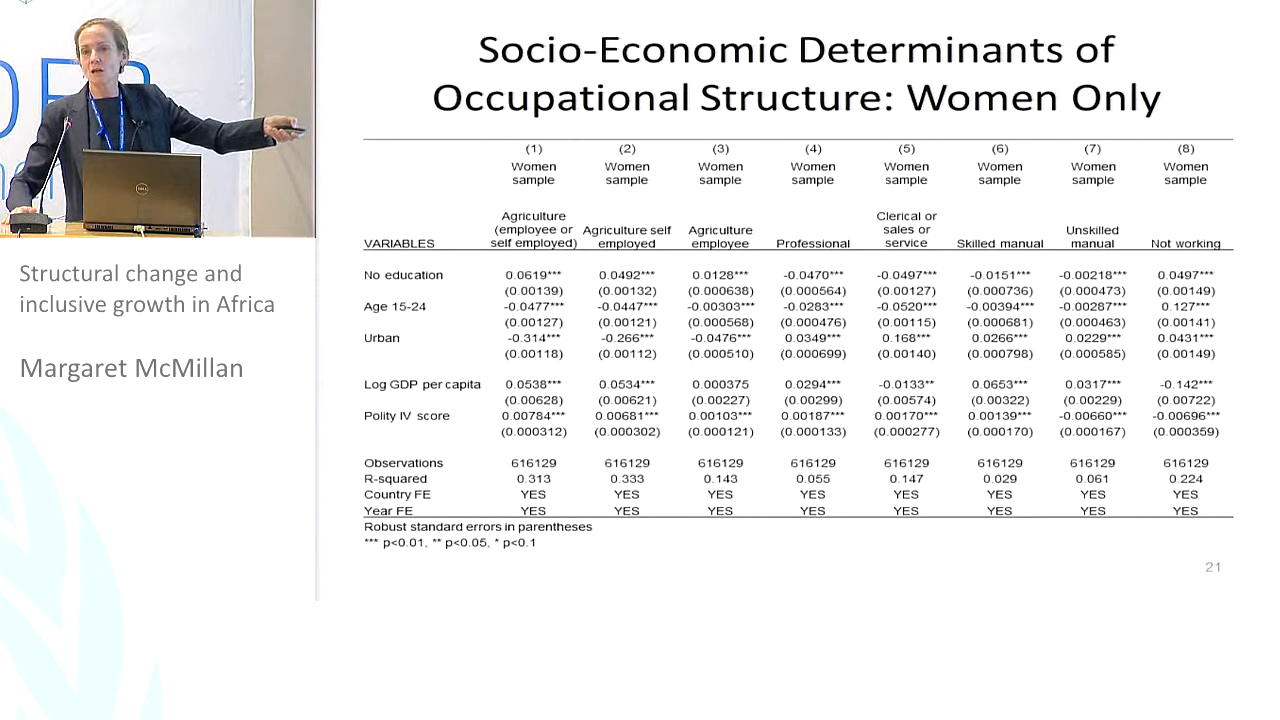 Socio-Economic Determinants of
Occupational Structure: Women Only
Structural change and
inclusive growth in Africa
Margaret McMillan
(1) (2) (3) (4) (5) (6) (7) (8)
Women sample Women sample Women sample Women sample Women sample Women sample Women sample Women sample
VARIABLES Agriculture (employee or self employed) Agriculture self employed Agriculture employee Professional Clerical or sales or service Skilled manual Unskilled manual Not working
No education 0.0619*** 0.0492*** 0.0128*** -0.0470*** -0.0497*** -0.0151*** -0.00218*** 0.0497***
(0.00139) (0.00132) (0.000638) (0.000564) (0.00127) (0.000736) (0.000473) (0.00149)
Age 15-24 -0.0477*** -0.0447*** -0.00303*** -0.0283*** -0.0520*** -0.00394*** -0.00287*** 0.127***
(0.00127) (0.00121) (0.000568) (0.000476) (0.00115) (0.000681) (0.000463) (0.00141)
Urban -0.314*** -0.266*** -0.0476*** 0.0349*** 0.168*** 0.0266*** 0.0229*** 0.0431***
(0.00118) (0.00112) (0.000510) (0.000699) (0.00140) (0.000798) (0.000585) (0.00149)
Log GDP per capita 0.0538*** 0.0534*** 0.000375 0.0294*** -0.0133** 0.0653*** 0.0317*** -0.142***
(0.00628) (0.00621) (0.00227) (0.00299) (0.00574) (0.00322) (0.00229) (0.00722)
Polity IV score 0.00784*** 0.00681*** 0.00103*** 0.00187*** 0.00170*** 0.00139*** -0.00660*** -0.00696***
(0.000312) (0.000302) (0.000121) (0.000133) (0.000277) (0.000170) (0.000167) (0.000359)
Observations 616129 616129 616129 616129 616129 616129 616129 616129
R-squared 0.313 0.333 0.143 0.055 0.147 0.029 0.061 0.224
Country FE YES YES YES YES YES YES YES YES
Year FE YES YES YES YES YES YES YES YES
Robust standard errors in parentheses
*** p<0.01, ** p<0.05, * p<0.1
21